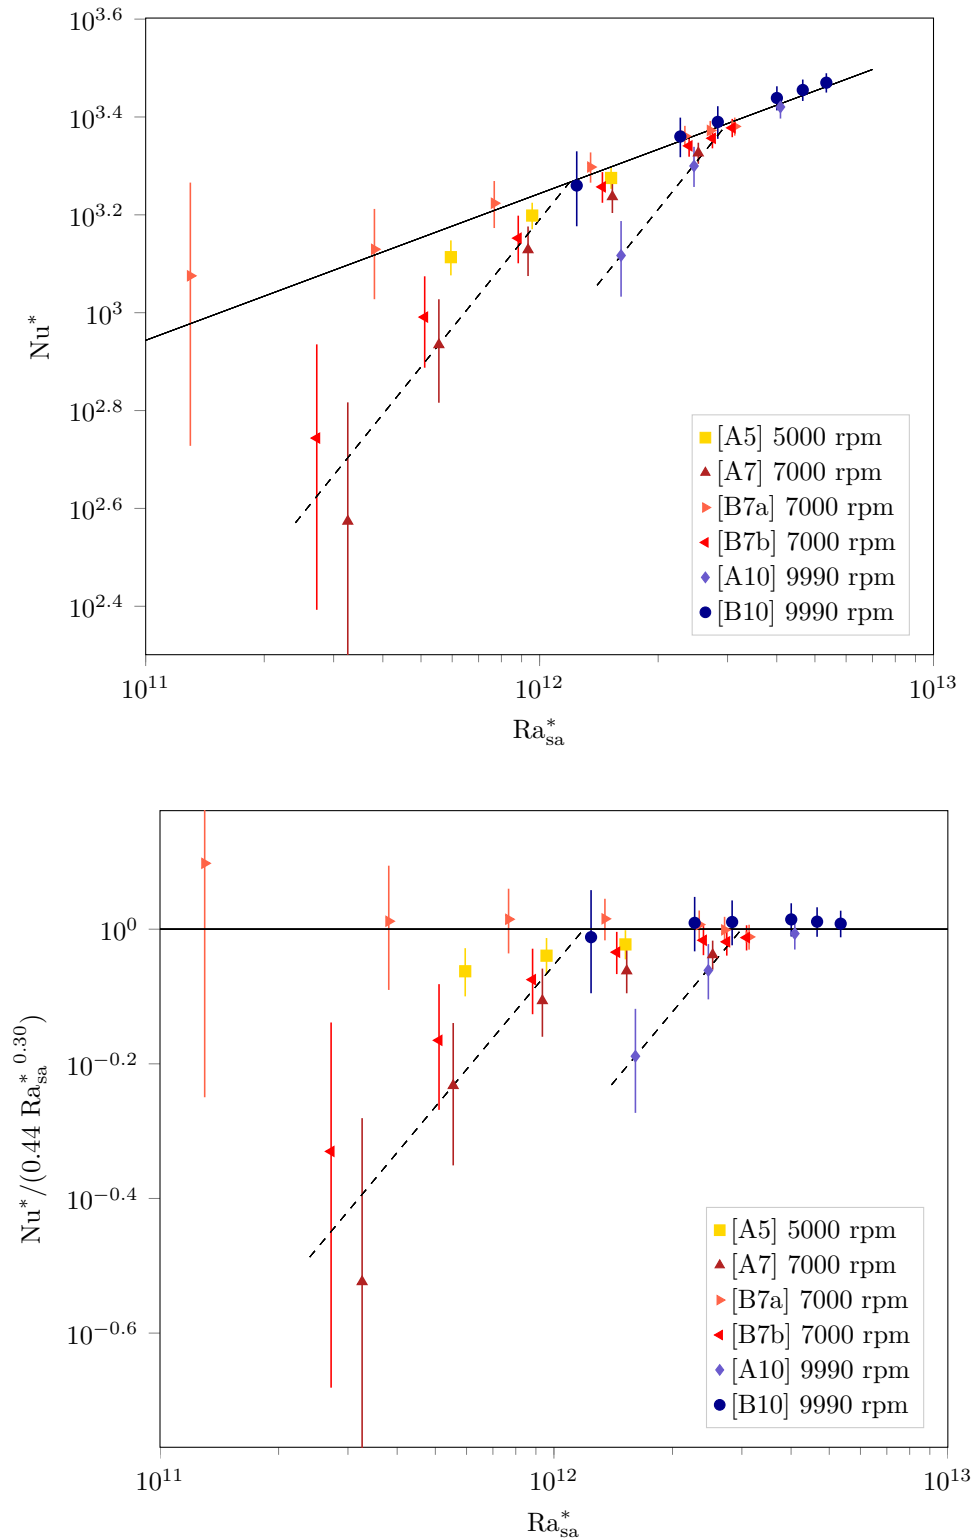 10^3.6
10^3.4
10^3.2
10^3
10^2.8
10^2.6
10^2.4
Nu*
[A5] 5000 rpm
[A7] 7000 rpm
[B7a] 7000 rpm
[B7b] 7000 rpm
[A10] 9990 rpm
[B10] 9990 rpm
10^11 10^12 10^13
Ra*_sa
10^0
10^−0.2
10^−0.4
10^−0.6
Nu*/(0.44 Ra*_sa^0.30)
[A5] 5000 rpm
[A7] 7000 rpm
[B7a] 7000 rpm
[B7b] 7000 rpm
[A10] 9990 rpm
[B10] 9990 rpm
10^11 10^12 10^13
Ra*_sa